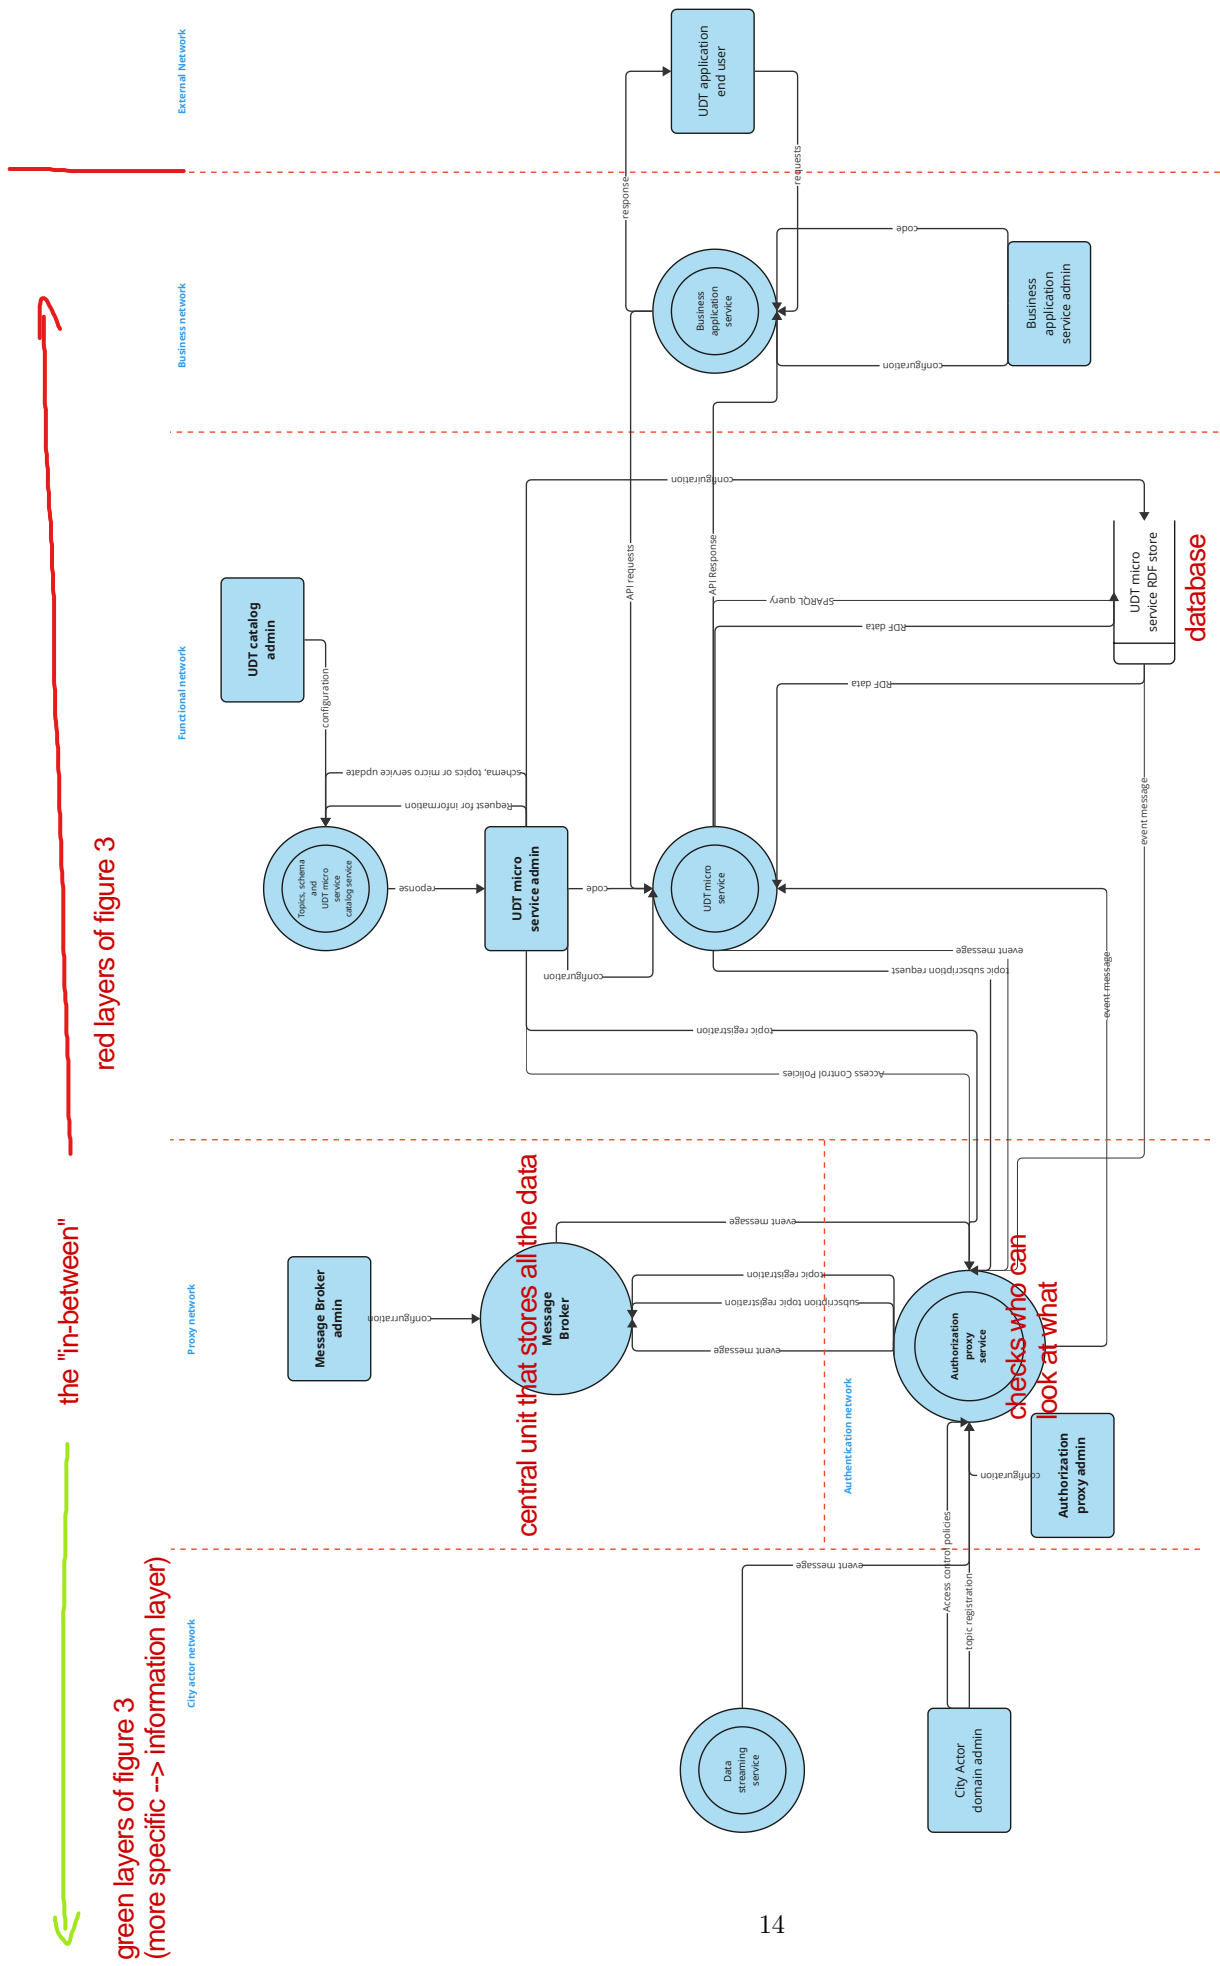 External Network
UDT application
end user
response
requests
Business network
Business
application
service
code
Business
application
service admin
configuration
Functional network
configuiration
UDT catalog
admin
configuration
API requests
API Response
SPARQL query
RDF data
RDF data
UDT micro
service RDF store
database
schema, topics or micro service update
Request for information
Topics, schema
and
UDT micro
service
catalog service
reponse
UDT micro
service admin
code
configuration
UDT micro
service
event message
event message
topic subscription request
event message
topic registration
Access Control Policies
red layers of figure 3
the "in-between"
Proxy network
Message Broker
admin
configurration
Message
Broker
central unit that stores all the data
event message
topic registration
subscription topic registration
event message
Authentication network
Authorization
proxy
service
checks who can
look at what
Authorization
proxy admin
configuration
green layers of figure 3
(more specific --> information layer)
City actor network
event message
Access control policies
topic registration
Data
streaming
service
City Actor
domain admin
14